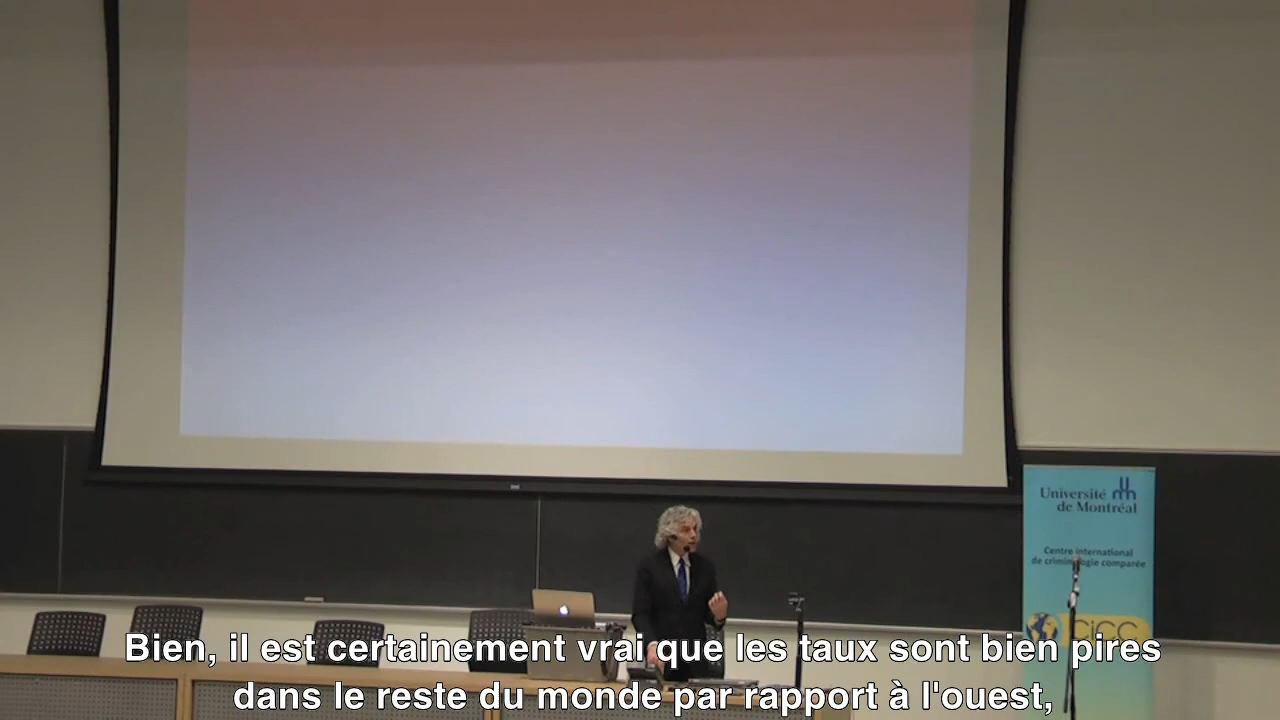 Université
de Montréal
Centre international
de criminologie comparée
CICC
Bien, il est certainement vrai que les taux sont bien pires
dans le reste du monde par rapport à l'ouest,